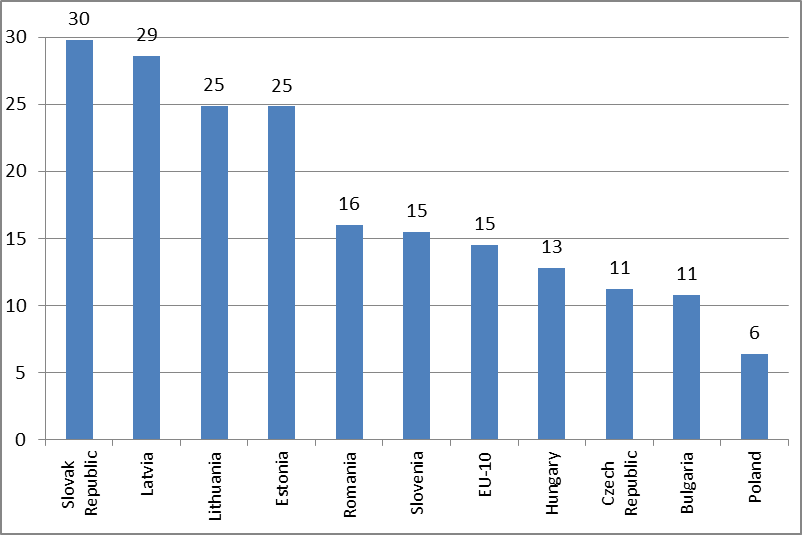 30
29
25
25
16
15
15
13
11
11
6
30
25
20
15
10
5
0
Slovak
Republic
Latvia
Lithuania
Estonia
Romania
Slovenia
EU-10
Hungary
Czech
Republic
Bulgaria
Poland